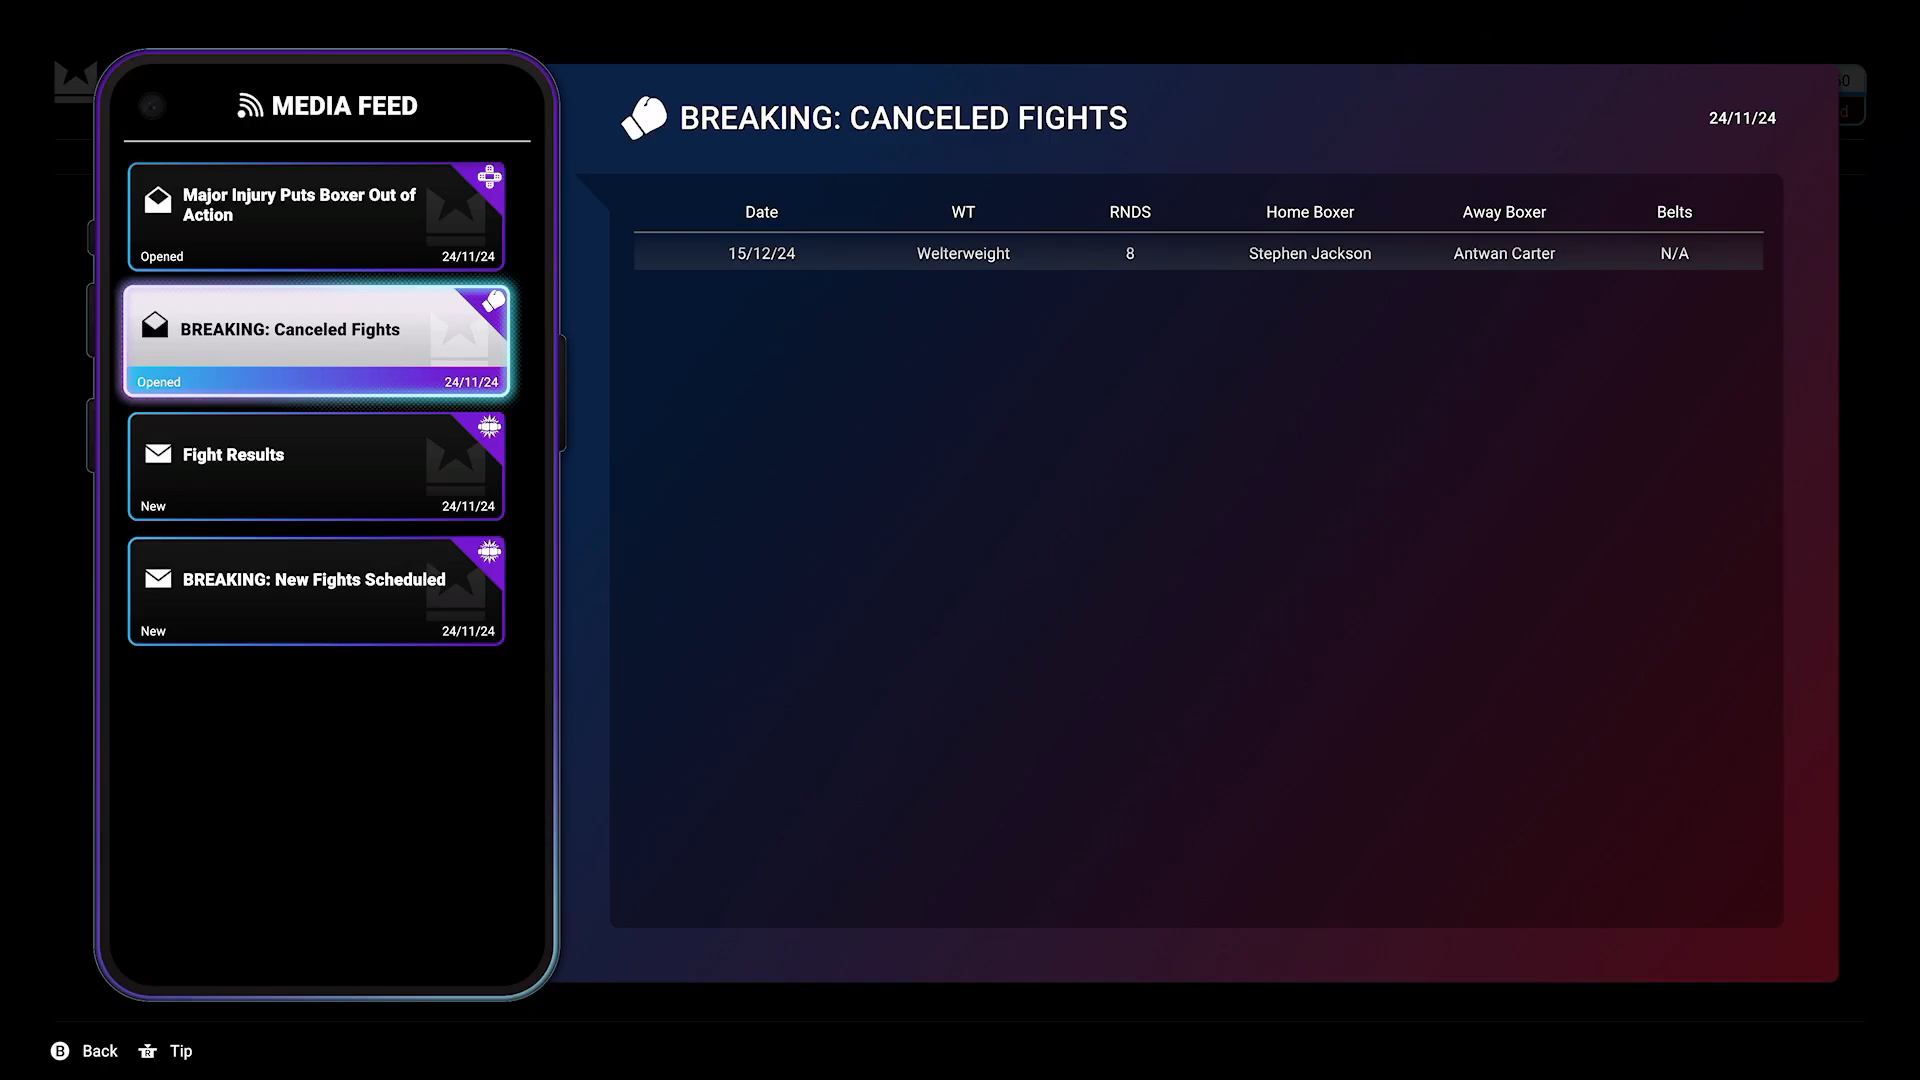 MEDIA FEED
Major Injury Puts Boxer Out of
Action
Opened 24/11/24
BREAKING: Canceled Fights
Opened 24/11/24
Fight Results
New 24/11/24
BREAKING: New Fights Scheduled
New 24/11/24
BREAKING: CANCELED FIGHTS 24/11/24
Date WT RNDS Home Boxer Away Boxer Belts
15/12/24 Welterweight 8 Stephen Jackson Antwan Carter N/A
B Back R Tip